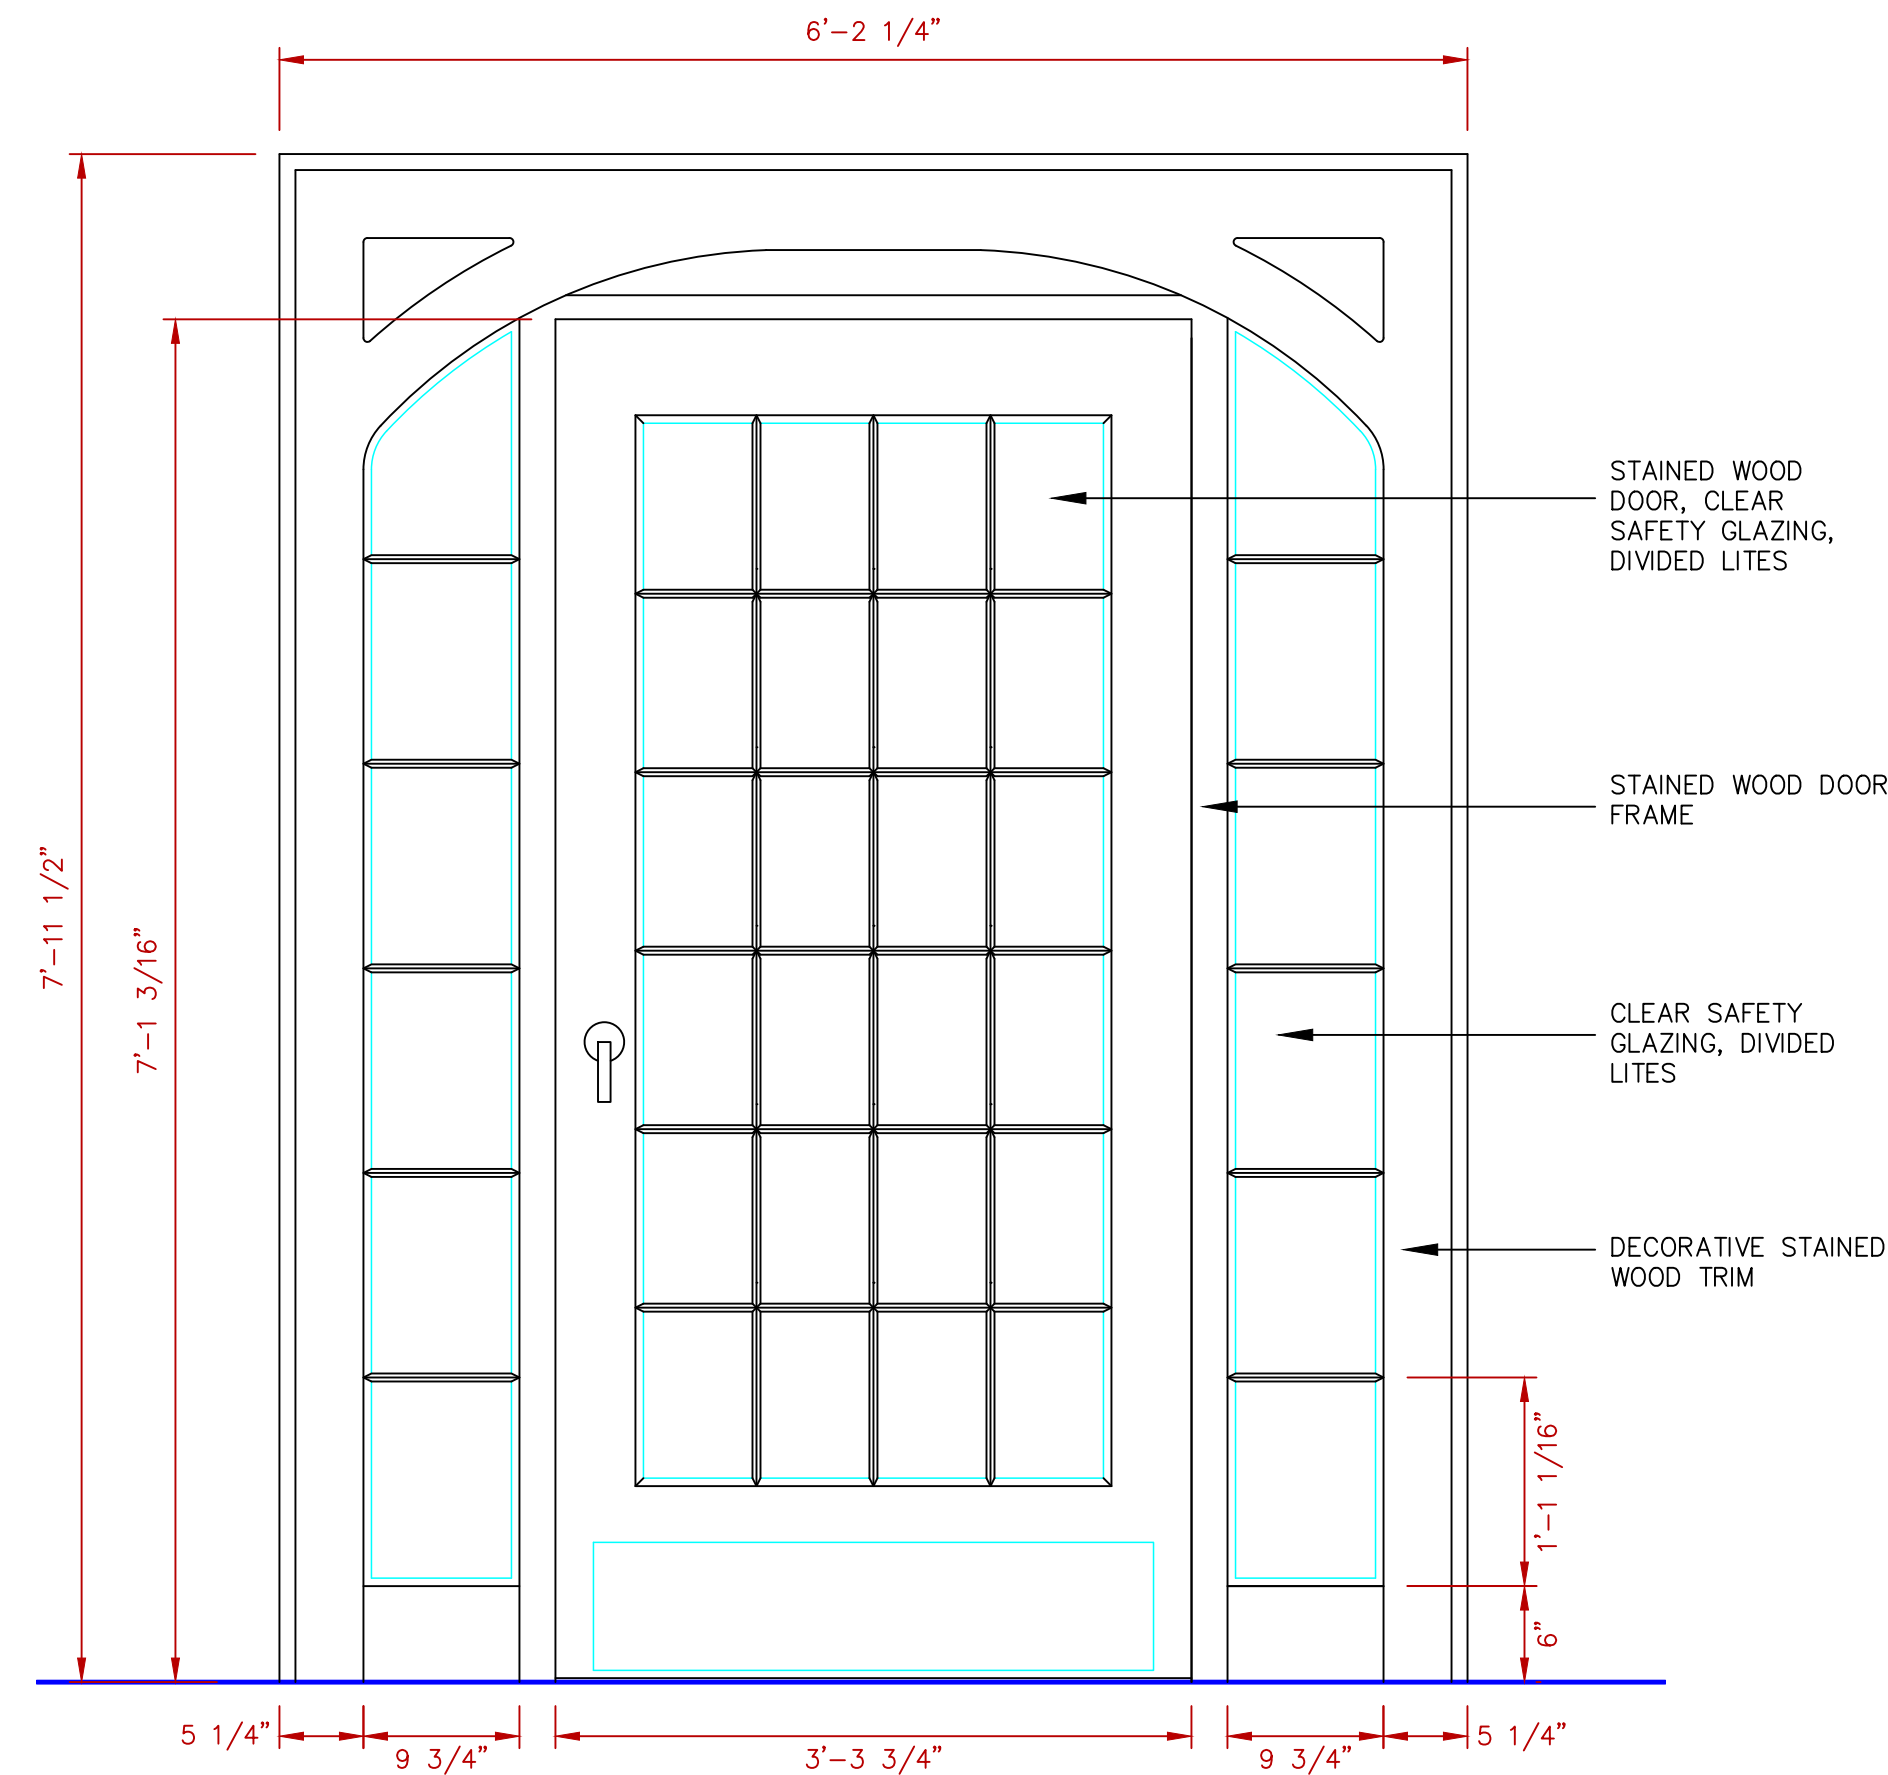 6'-2 1/4"
STAINED WOOD
DOOR, CLEAR
SAFETY GLAZING,
DIVIDED LITES
STAINED WOOD DOOR
FRAME
7'-11 1/2"
7'-1 3/16"
CLEAR SAFETY
GLAZING, DIVIDED
LITES
DECORATIVE STAINED
WOOD TRIM
1'-1 1/16"
6"
5 1/4"
9 3/4"
3'-3 3/4"
9 3/4"
5 1/4"